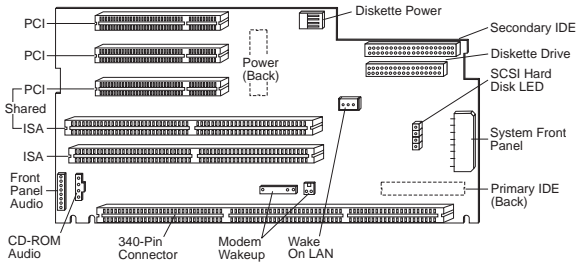 Diskette Power
PCI
Secondary IDE
PCI
Diskette Drive
Power
(Back)
SCSI Hard
Disk LED
PCI
Shared
ISA
System Front
Panel
ISA
Front
Panel
Audio
Primary IDE
(Back)
CD-ROM
Audio
340-Pin
Connector
Modem
Wakeup
Wake
On LAN